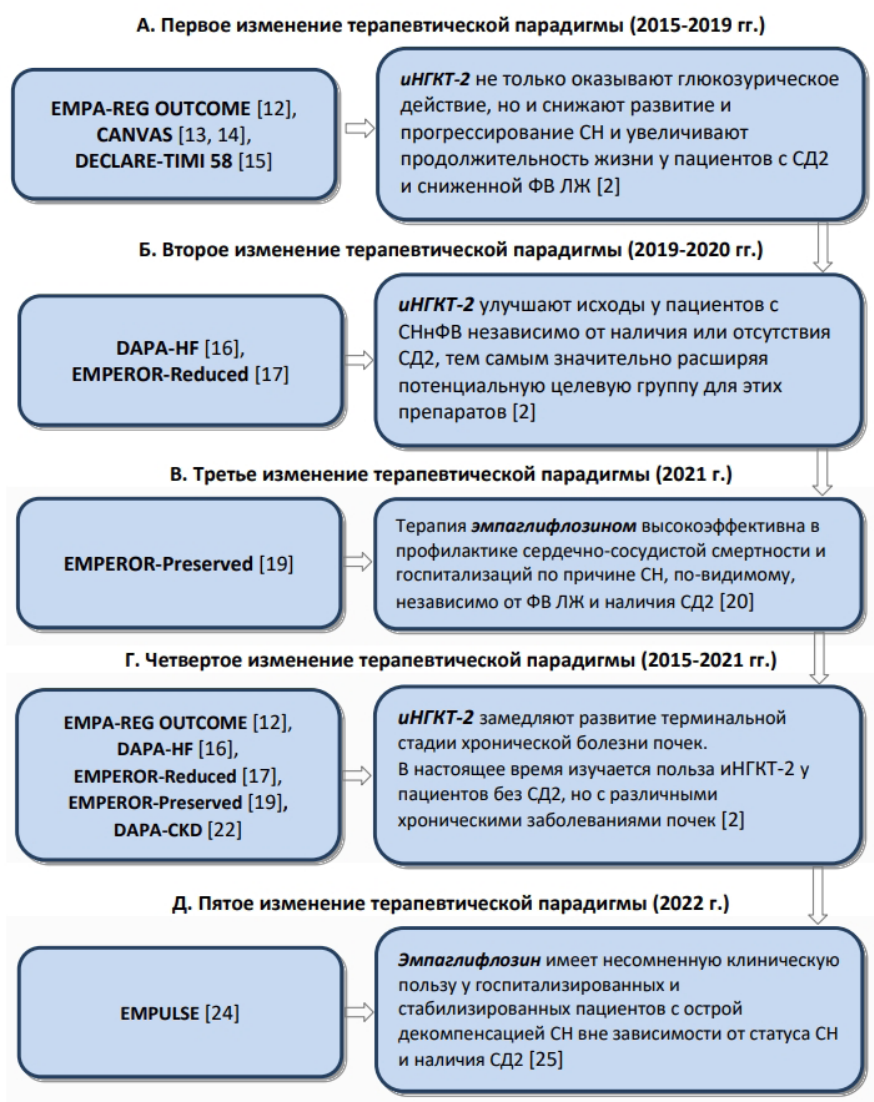 А. Первое изменение терапевтической парадигмы (2015-2019 гг.)
EMPA-REG OUTCOME [12],
CANVAS [13, 14],
DECLARE-TIMI 58 [15]
иНГКТ-2 не только оказывают глюкозурическое
действие, но и снижают развитие и
прогрессирование СН и увеличивают
продолжительность жизни у пациентов с СД2
и сниженной ФВ ЛЖ [2]
Б. Второе изменение терапевтической парадигмы (2019-2020 гг.)
DAPA-HF [16],
EMPEROR-Reduced [17]
иНГКТ-2 улучшают исходы у пациентов с
СНнФВ независимо от наличия или отсутствия
СД2, тем самым значительно расширяя
потенциальную целевую группу для этих
препаратов [2]
В. Третье изменение терапевтической парадигмы (2021 г.)
EMPEROR-Preserved [19]
Терапия эмпаглифлозином высокоэффективна в
профилактике сердечно-сосудистой смертности и
госпитализаций по причине СН, по-видимому,
независимо от ФВ ЛЖ и наличия СД2 [20]
Г. Четвертое изменение терапевтической парадигмы (2015-2021 гг.)
EMPA-REG OUTCOME [12],
DAPA-HF [16],
EMPEROR-Reduced [17],
EMPEROR-Preserved [19],
DAPA-CKD [22]
иНГКТ-2 замедляют развитие терминальной
стадии хронической болезни почек.
В настоящее время изучается польза иНГКТ-2 у
пациентов без СД2, но с различными
хроническими заболеваниями почек [2]
Д. Пятое изменение терапевтической парадигмы (2022 г.)
EMPULSE [24]
Эмпаглифлозин имеет несомненную клиническую
пользу у госпитализированных и
стабилизированных пациентов с острой
декомпенсацией СН вне зависимости от статуса СН
и наличия СД2 [25]